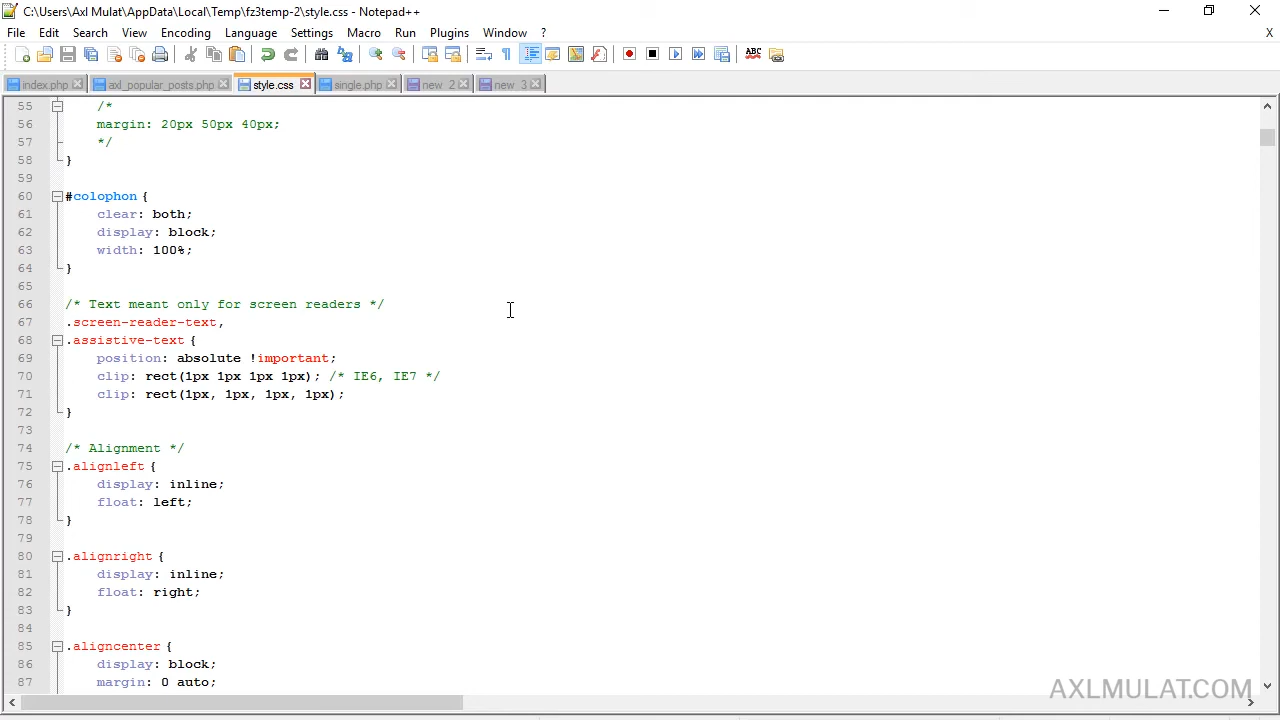 C:\Users\Axl Mulat\AppData\Local\Temp\fz3temp-2\style.css - Notepad++
File Edit Search View Encoding Language Settings Macro Run Plugins Window ? X
index.php axl_popular_posts.php style.css single.php new 2 new 3
55 /*
56 margin: 20px 50px 40px;
57 */
58 }
59
60 #colophon {
61 clear: both;
62 display: block;
63 width: 100%;
64 }
65
66 /* Text meant only for screen readers */
67 .screen-reader-text,
68 .assistive-text {
69 position: absolute !important;
70 clip: rect(1px 1px 1px 1px); /* IE6, IE7 */
71 clip: rect(1px, 1px, 1px, 1px);
72 }
73
74 /* Alignment */
75 .alignleft {
76 display: inline;
77 float: left;
78 }
79
80 .alignright {
81 display: inline;
82 float: right;
83 }
84
85 .aligncenter {
86 display: block;
87 margin: 0 auto;
AXLMULAT.COM